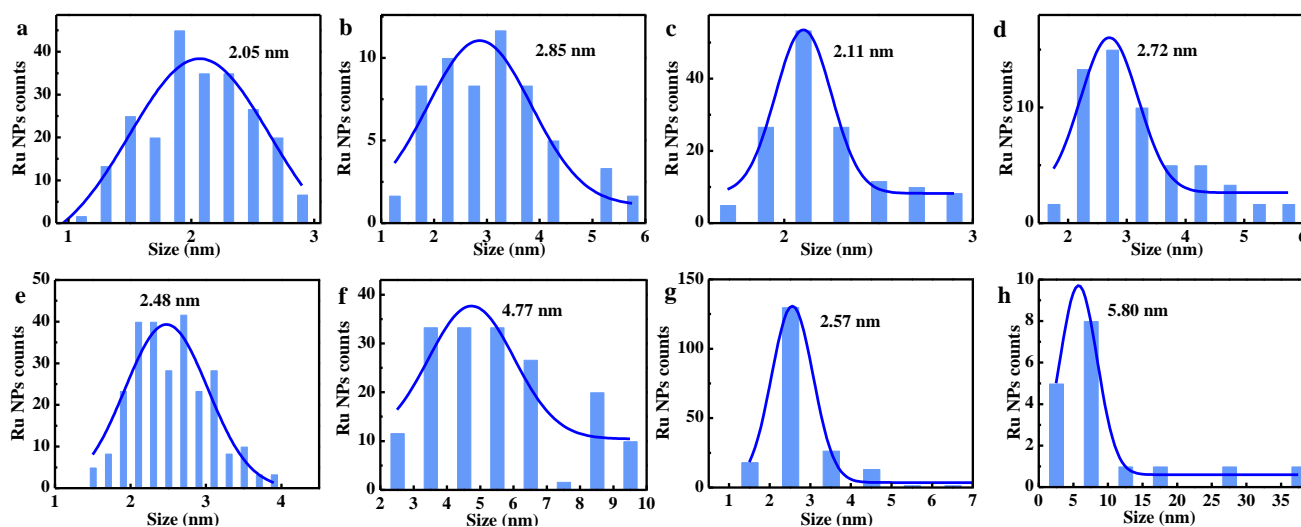 a
2.05 nm
Ru NPs counts
0
10
20
30
40
1
2
3
Size (nm)
b
2.85 nm
Ru NPs counts
0
5
10
1
2
3
4
5
6
Size (nm)
c
2.11 nm
Ru NPs counts
0
20
40
2
3
Size (nm)
d
2.72 nm
Ru NPs counts
0
5
10
15
2
3
4
5
6
Size (nm)
e
2.48 nm
Ru NPs counts
0
10
20
30
40
50
1
2
3
4
Size (nm)
f
4.77 nm
Ru NPs counts
0
10
20
30
40
2
3
4
5
6
7
8
9
10
Size (nm)
g
2.57 nm
Ru NPs counts
0
50
100
150
1
2
3
4
5
6
7
Size (nm)
h
5.80 nm
Ru NPs counts
0
2
4
6
8
10
0
5
10
15
20
25
30
35
Size (nm)